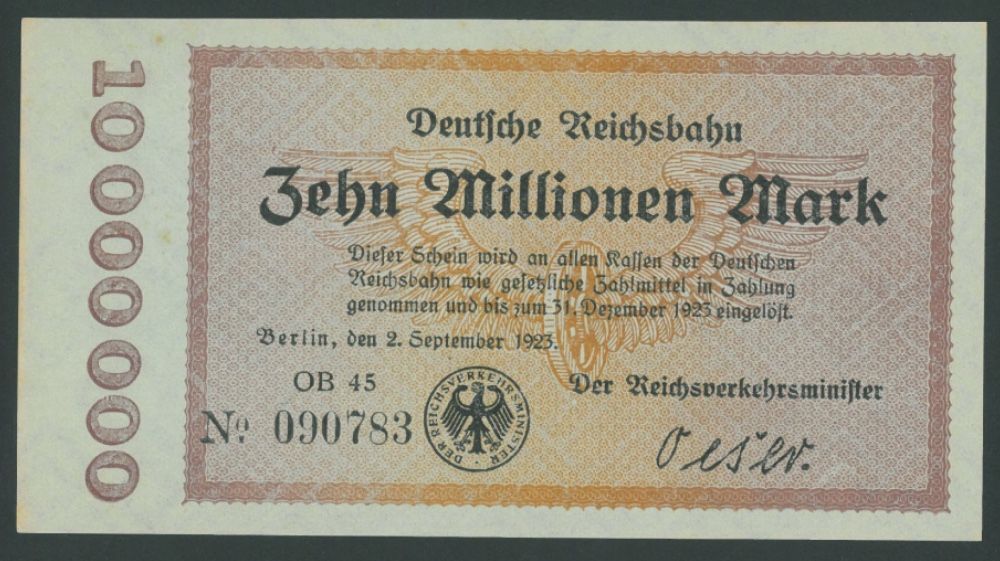 10000000
Deutsche Reichsbahn
Zehn Millionen Mark
Dieser Schein wird an allen Kassen der Deutschen
Reichsbahn wie gesetzliche Zahlmittel in Zahlung
genommen und bis zum 31. Dezember 1923 eingelöst.
Berlin, den 2. September 1923.
OB 45
Der Reichsverkehrsminister
No. 090783
DER REICHSVERKEHRSMINISTER
Oeser.